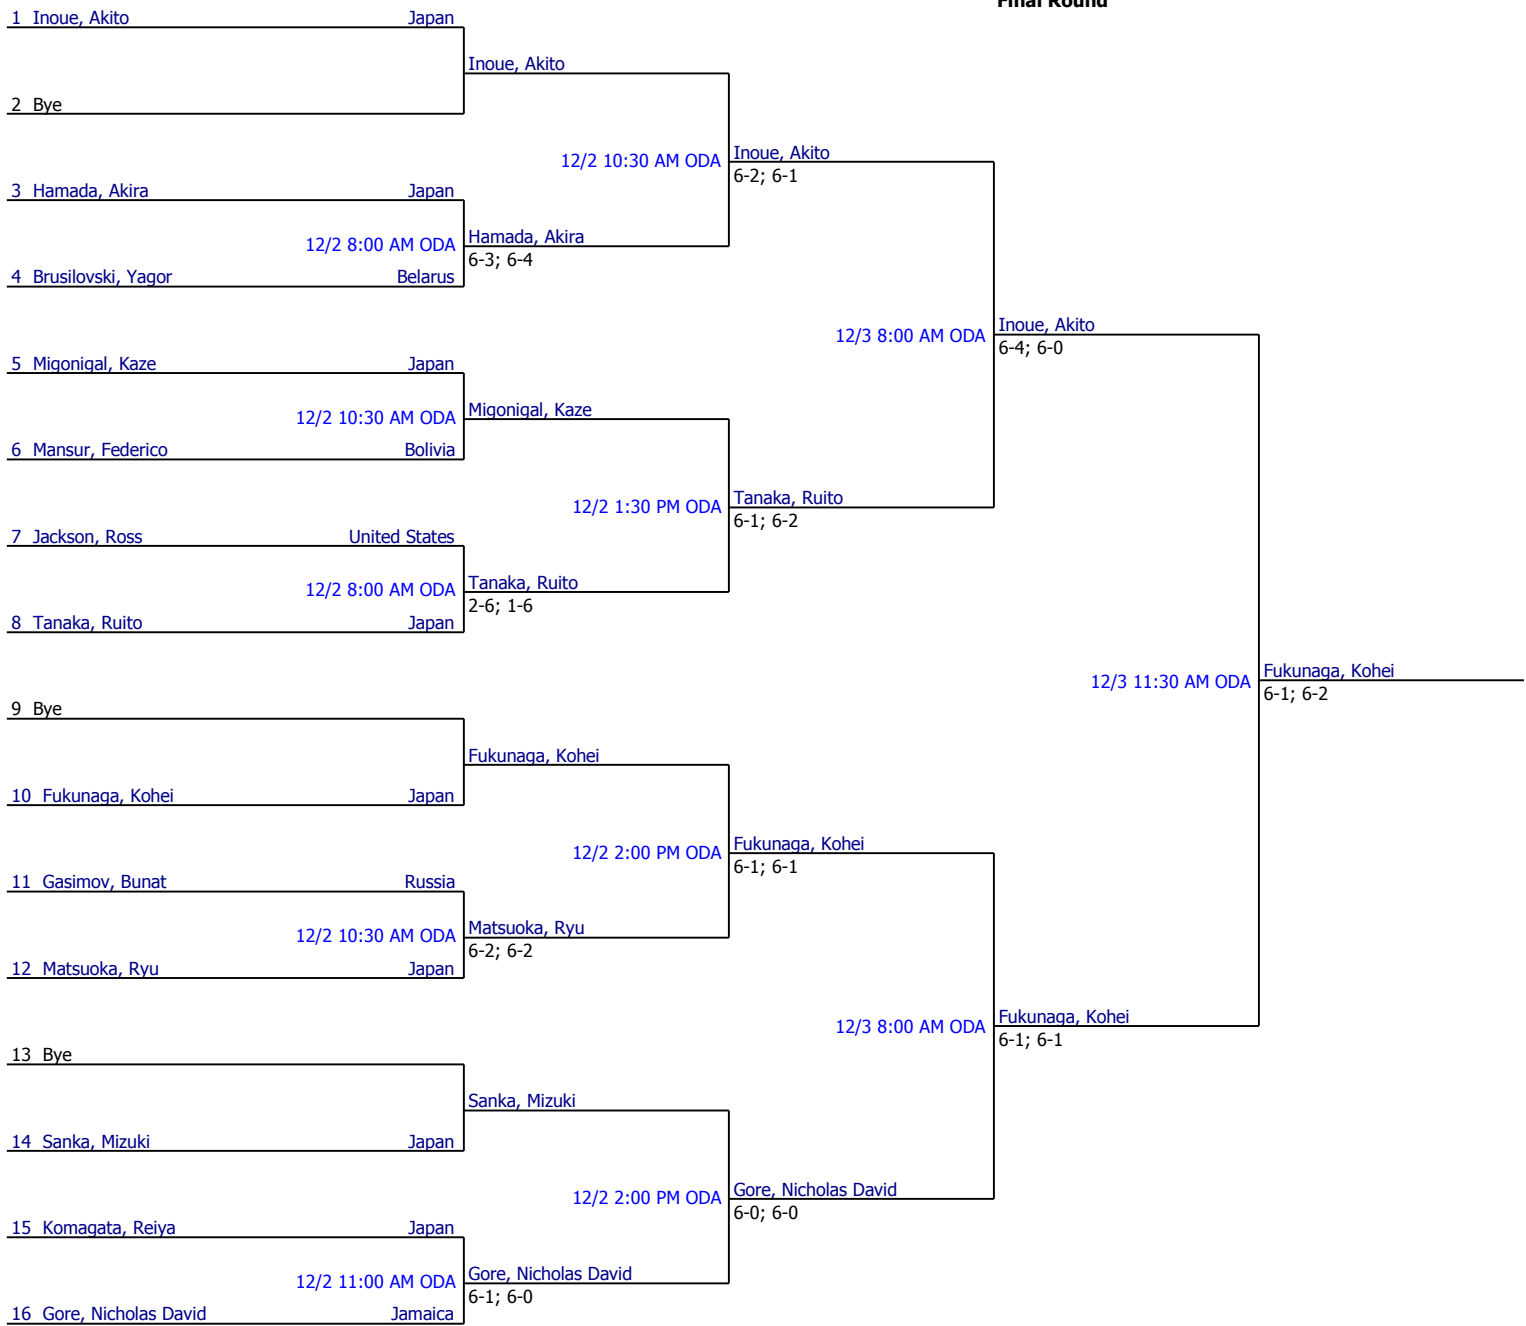 Final Round
1 Inoue, Akito Japan
Inoue, Akito
2 Bye
12/2 10:30 AM ODA Inoue, Akito
6-2; 6-1
3 Hamada, Akira Japan
12/2 8:00 AM ODA Hamada, Akira
6-3; 6-4
4 Brusilovski, Yagor Belarus
12/3 8:00 AM ODA Inoue, Akito
6-4; 6-0
5 Migonigal, Kaze Japan
12/2 10:30 AM ODA Migonigal, Kaze
6 Mansur, Federico Bolivia
12/2 1:30 PM ODA Tanaka, Ruito
6-1; 6-2
7 Jackson, Ross United States
12/2 8:00 AM ODA Tanaka, Ruito
2-6; 1-6
8 Tanaka, Ruito Japan
12/3 11:30 AM ODA Fukunaga, Kohei
6-1; 6-2
9 Bye
Fukunaga, Kohei
10 Fukunaga, Kohei Japan
12/2 2:00 PM ODA Fukunaga, Kohei
6-1; 6-1
11 Gasimov, Bunat Russia
12/2 10:30 AM ODA Matsuoka, Ryu
6-2; 6-2
12 Matsuoka, Ryu Japan
12/3 8:00 AM ODA Fukunaga, Kohei
6-1; 6-1
13 Bye
Sanka, Mizuki
14 Sanka, Mizuki Japan
12/2 2:00 PM ODA Gore, Nicholas David
6-0; 6-0
15 Komagata, Reiya Japan
12/2 11:00 AM ODA Gore, Nicholas David
6-1; 6-0
16 Gore, Nicholas David Jamaica